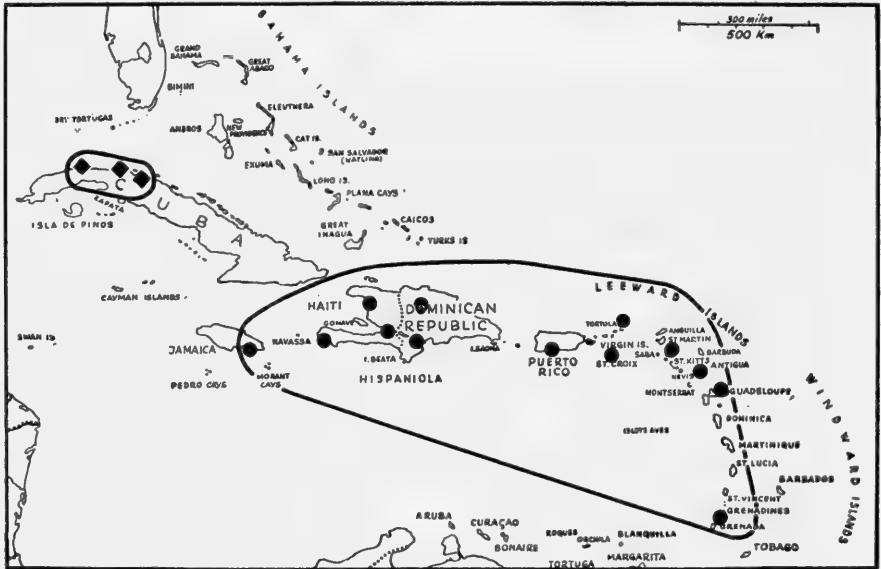 300 miles
500 Km
BAHAMA ISLANDS
GRAND
BAHAMA
GREAT
ABACO
BIMINI
DRY TORTUGAS
ELEUTHERA
ANDROS
NEW
PROVIDENCE
CAT IS.
SAN SALVADOR
(WATLING)
EXUMA
LONG IS.
PLANA CAYS
CUBA
ZAPATA
ISLA DE PINOS
GREAT
INAGUA
CAICOS
TURKS IS
CAYMAN ISLANDS
LEEWARD ISLANDS
HAITI
DOMINICAN
REPUBLIC
GONAVE
SWAN IS
JAMAICA
NAVASSA
I. BEATA
I. SAONA
HISPANIOLA
PUERTO
RICO
TORTOLA
VIRGIN IS.
ST. CROIX
ANGUILLA
ST MARTIN
SABA
BARBUDA
ST. KITTS
NEVIS
ANTIGUA
MONTSERRAT
GUADELOUPE
PEDRO CAYS
MORANT
CAYS
ISLOTS AVES
DOMINICA
MARTINIQUE
ST. LUCIA
BARBADOS
WINDWARD ISLANDS
ST. VINCENT
GRENADINES
GRENADA
ARUBA
CURAÇAO
BONAIRE
ROQUES
ORCHILA
BLANQUILLA
TORTUGA
MARGARITA
TOBAGO